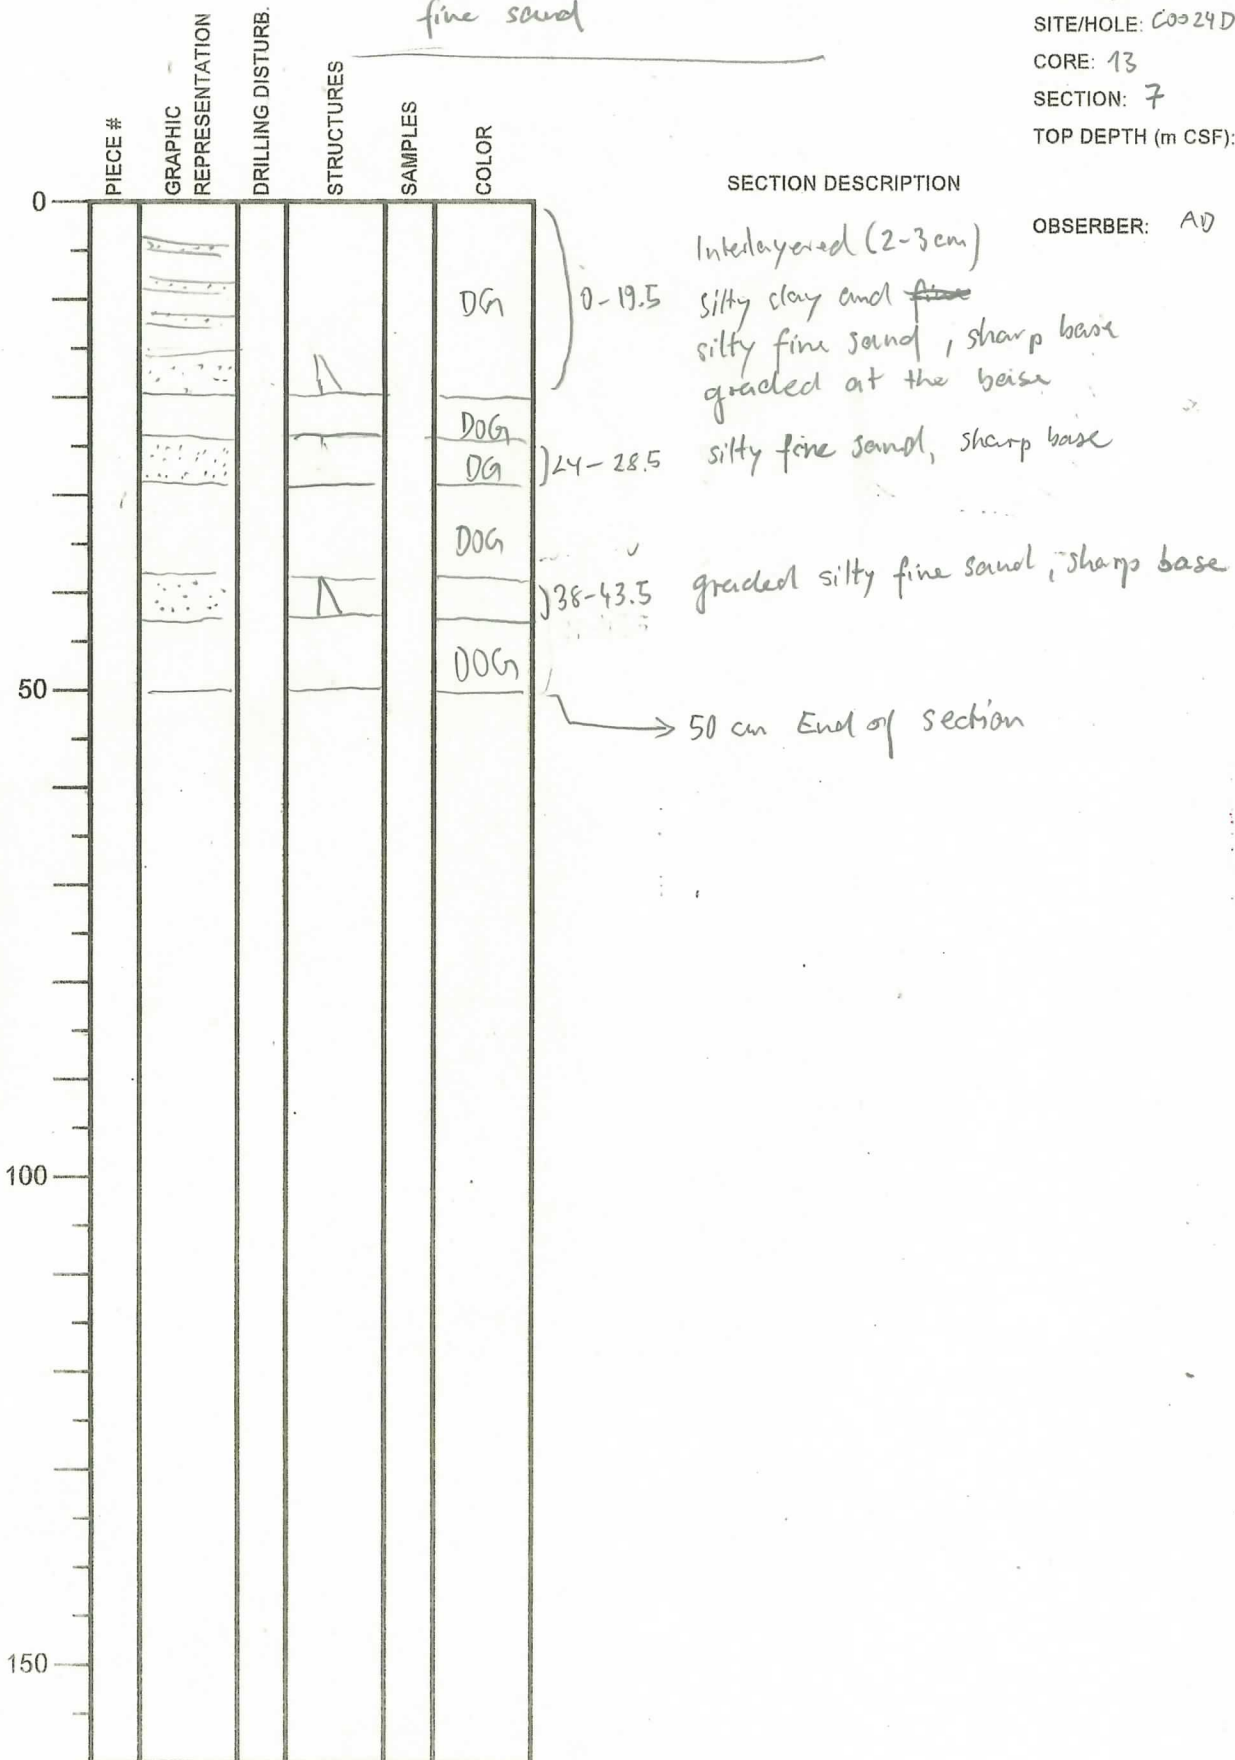 fine sand
SITE/HOLE: C0024D
CORE: 13
SECTION: 7
TOP DEPTH (m CSF):
PIECE #
GRAPHIC
REPRESENTATION
DRILLING DISTURB.
STRUCTURES
SAMPLES
COLOR
SECTION DESCRIPTION
OBSERBER: AD
0
DG
0-19.5
Interlayered (2-3 cm)
silty clay and fine
silty fine sand, sharp base
graded at the base
DOG
DG
24-28.5 silty fine sand, sharp base
DOG
38-43.5 graded silty fine sand, sharp base
DOG
50
50 cm End of section
100
150